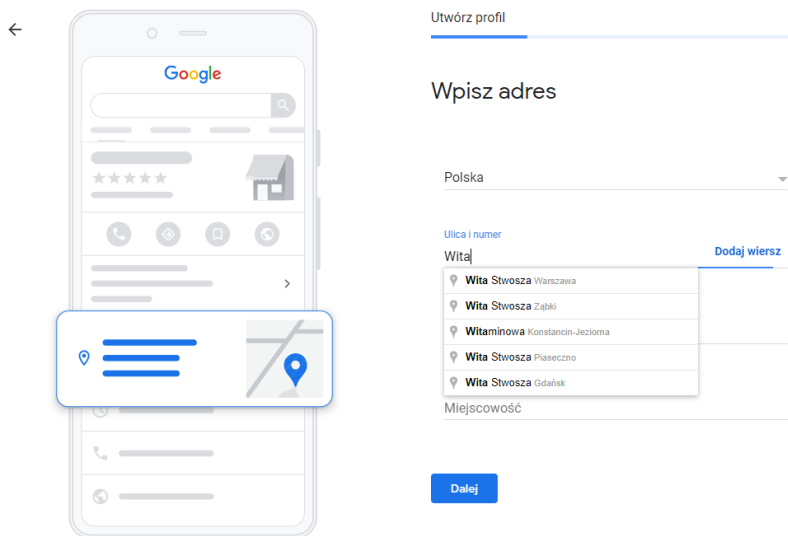 Google
Utwórz profil
Wpisz adres
Polska
Ulica i numer
Wita
Dodaj wiersz
Wita Stwosza Warszawa
Wita Stwosza Ząbki
Witaminowa Konstancin-Jeziorna
Wita Stwosza Piaseczno
Wita Stwosza Gdańsk
Miejscowość
Dalej